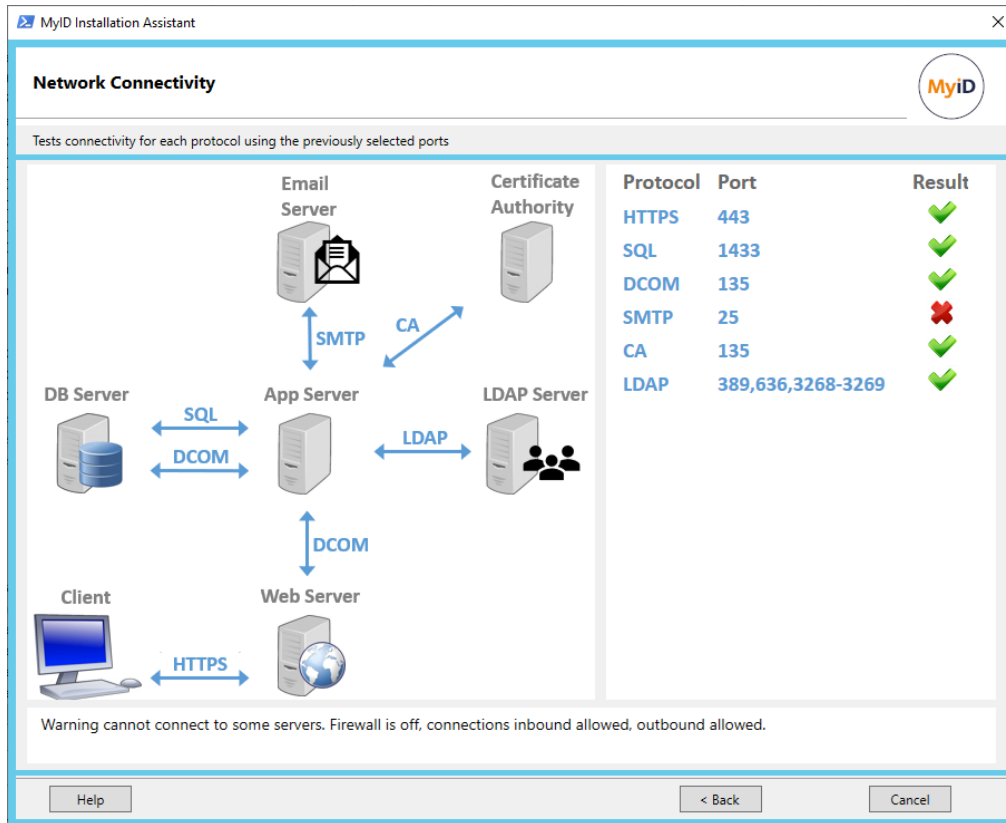 MyID Installation Assistant
Network Connectivity
MyiD
Tests connectivity for each protocol using the previously selected ports
Email
Server
Certificate
Authority
SMTP
CA
DB Server
App Server
LDAP Server
SQL
DCOM
LDAP
DCOM
Client
Web Server
HTTPS
Protocol Port Result
HTTPS 443
SQL 1433
DCOM 135
SMTP 25
CA 135
LDAP 389,636,3268-3269
Warning cannot connect to some servers. Firewall is off, connections inbound allowed, outbound allowed.
Help
< Back
Cancel